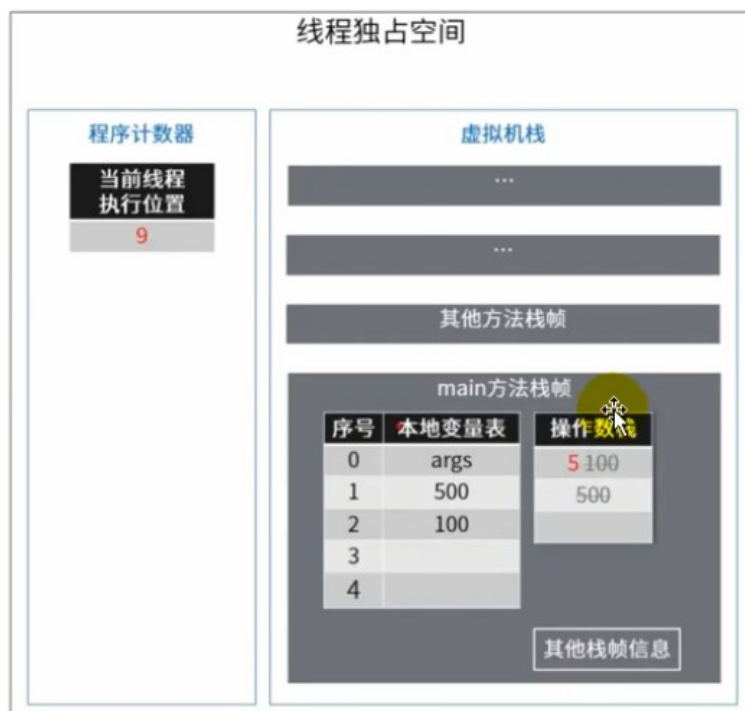 线程独占空间
程序计数器
当前线程
执行位置
9
虚拟机栈
...
...
其他方法栈帧
main方法栈帧
序号 本地变量表
0 args
1 500
2 100
3
4
操作数栈
5 100
500
其他栈帧信息